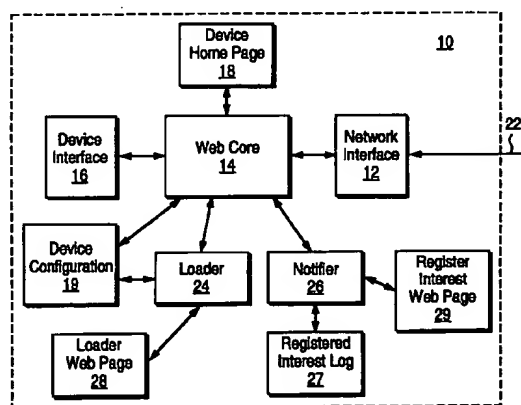 Device
Home Page
18
10
Device
Interface
16
Web Core
14
Network
Interface
12
22
Device
Configuration
19
Loader
24
Notifier
26
Register
Interest
Web Page
29
Loader
Web Page
28
Registered
Interest Log
27